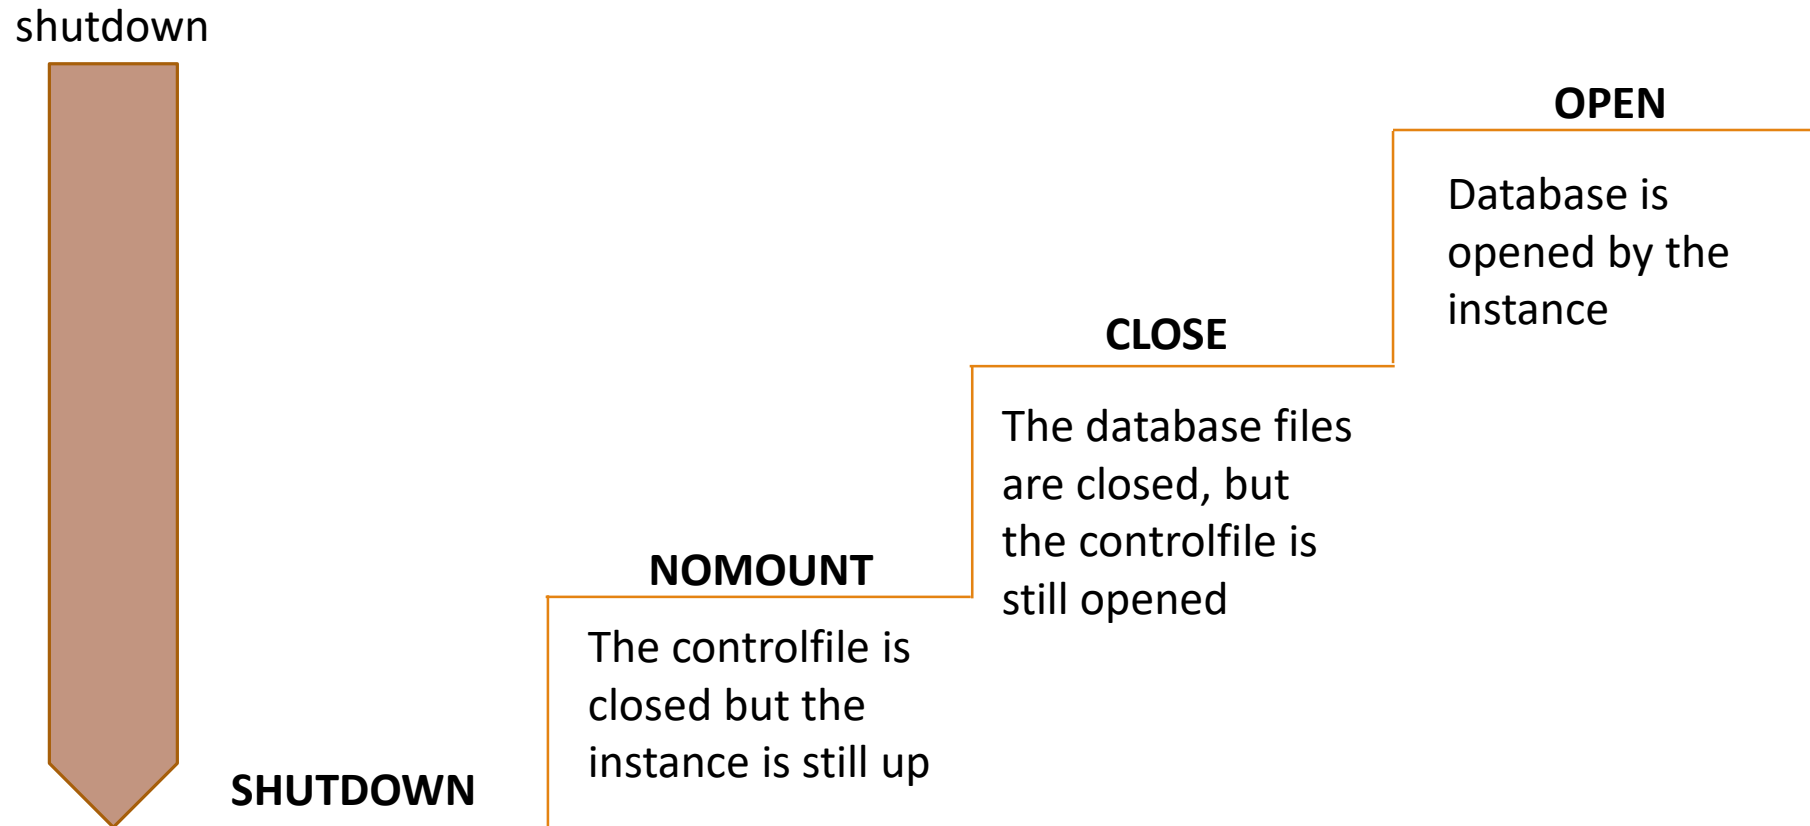 shutdown
OPEN
Database is
opened by the
instance
CLOSE
The database files
are closed, but
the controlfile is
still opened
NOMOUNT
The controlfile is
closed but the
instance is still up
SHUTDOWN